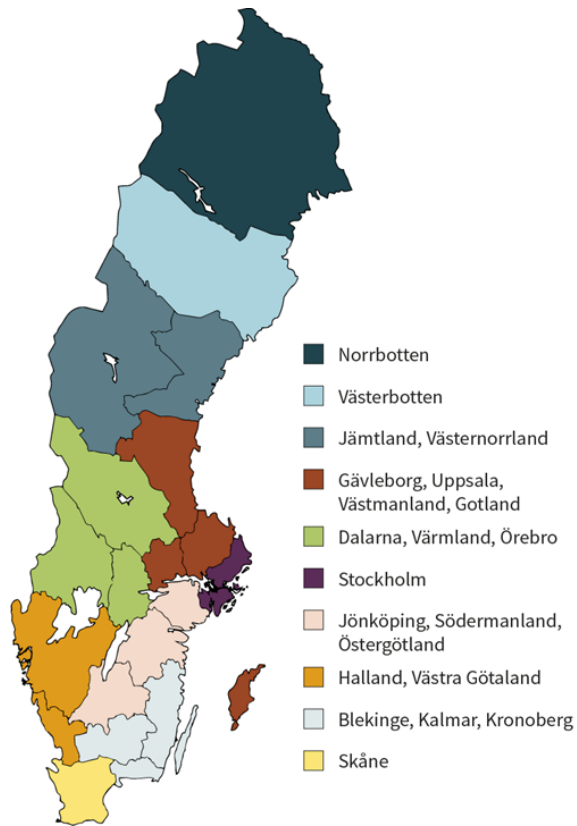 Norrbotten
Västerbotten
Jämtland, Västernorrland
Gävleborg, Uppsala,
Västmanland, Gotland
Dalarna, Värmland, Örebro
Stockholm
Jönköping, Södermanland,
Östergötland
Halland, Västra Götaland
Blekinge, Kalmar, Kronoberg
Skåne